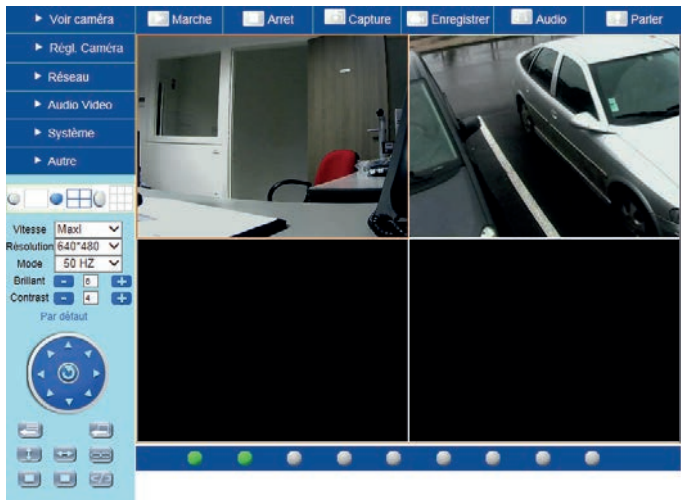 Voir caméra
Marche
Arret
Capture
Enregistrer
Audio
Parler
Régl. Caméra
Réseau
Audio Video
Système
Autre
Vitesse Maxi
Résolution 640*480
Mode 50 HZ
Brillant - 6 +
Contrast - 4 +
Par défaut